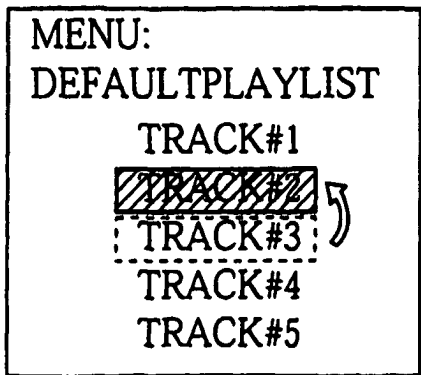 MENU:
DEFAULTPLAYLIST
TRACK#1
TRACK#2
TRACK#3
TRACK#4
TRACK#5